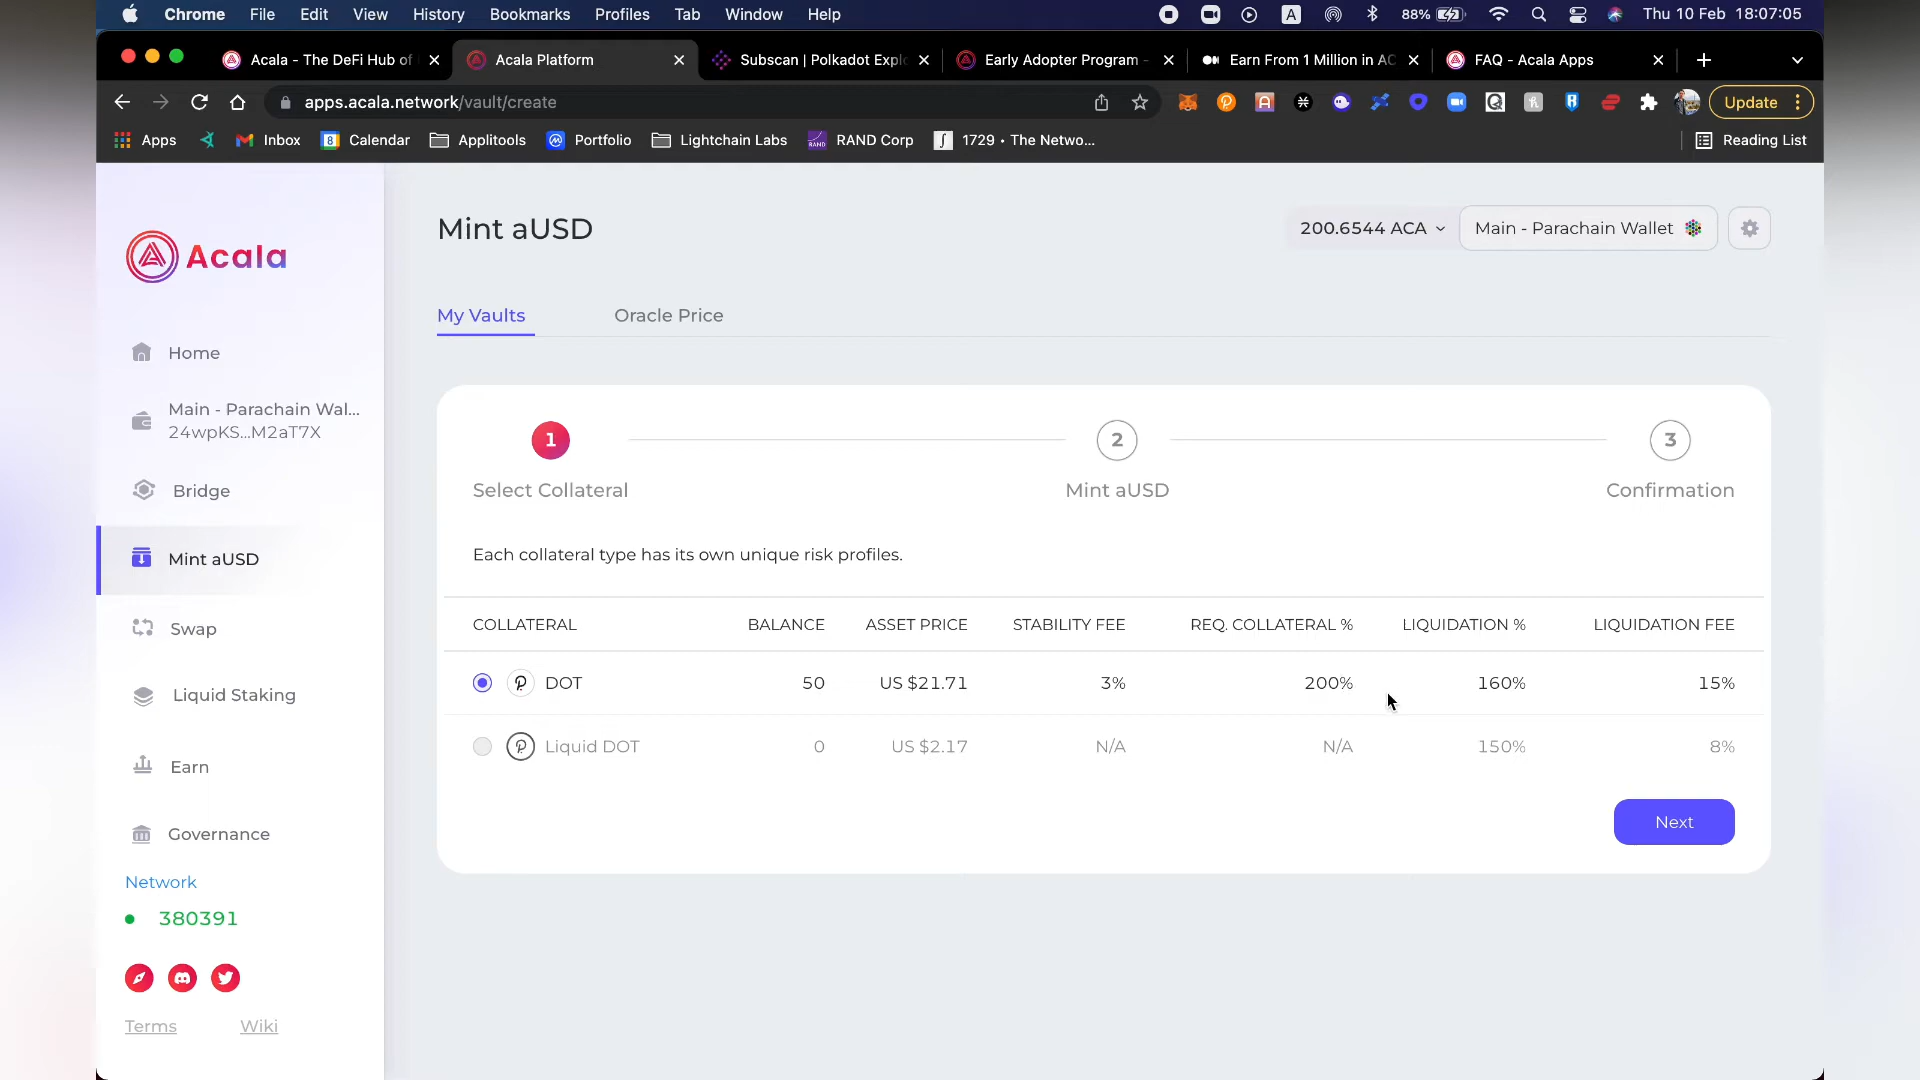 Chrome File Edit View History Bookmarks Profiles Tab Window Help A 88% Thu 10 Feb 18:07:05
Acala - The DeFi Hub of Acala Platform Subscan | Polkadot Explo Early Adopter Program - Earn From 1 Million in AC FAQ - Acala Apps
apps.acala.network/vault/create Update
Apps Inbox 8 Calendar Applitools Portfolio Lightchain Labs RAND RAND Corp 1729 • The Netwo... Reading List
Acala
Home
Main - Parachain Wal...
24wpKS...M2aT7X
Bridge
Mint aUSD
Swap
Liquid Staking
Earn
Governance
Network
380391
Terms Wiki
Mint aUSD
200.6544 ACA Main - Parachain Wallet
My Vaults Oracle Price
1 2 3
Select Collateral Mint aUSD Confirmation
Each collateral type has its own unique risk profiles.
COLLATERAL BALANCE ASSET PRICE STABILITY FEE REQ. COLLATERAL % LIQUIDATION % LIQUIDATION FEE
DOT 50 US $21.71 3% 200% 160% 15%
Liquid DOT 0 US $2.17 N/A N/A 150% 8%
Next